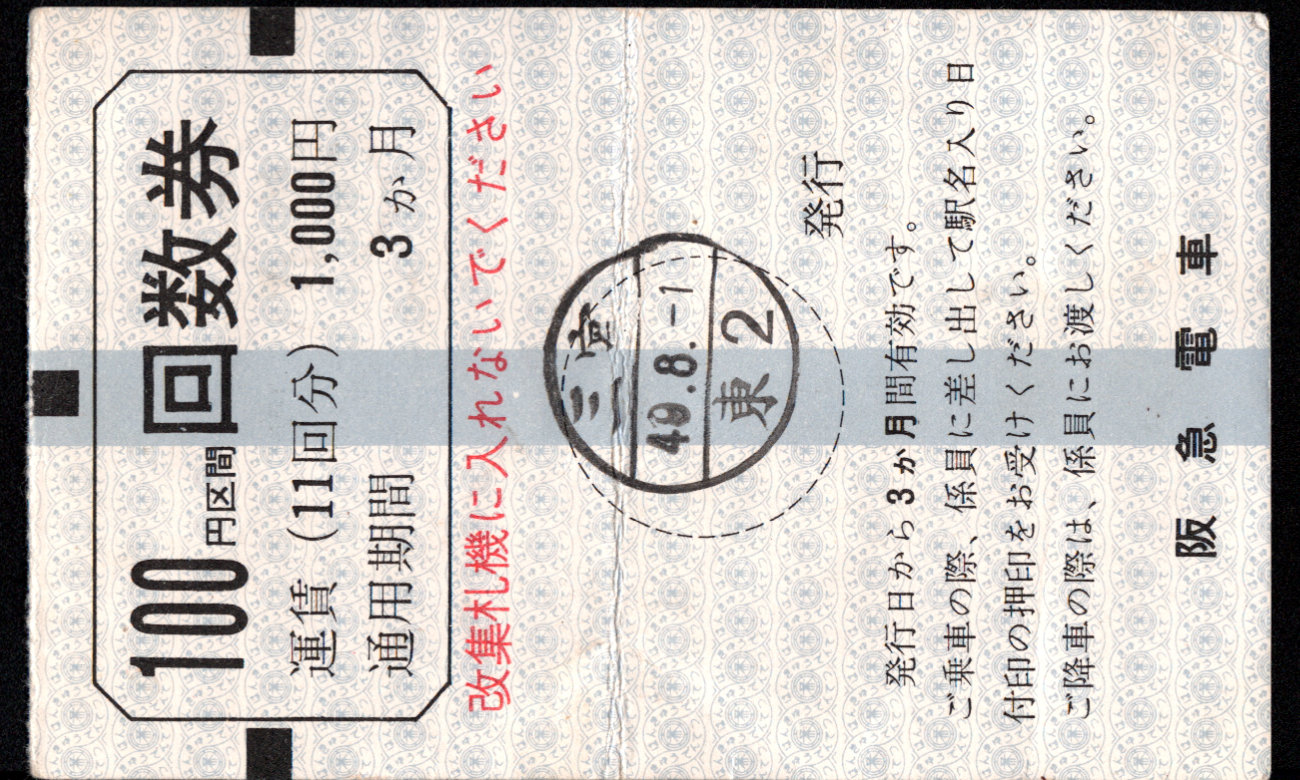 100円区間回数券
運賃(11回分)1,000円
通用期間 3か月
改集札機に入れないでください
三宮
49.8.-1
東2
発行
発行日から3か月間有効です。
ご乗車の際、係員に差し出して駅名入り日
付印の押印をお受けください。
ご降車の際は、係員にお渡しください。
阪急電車